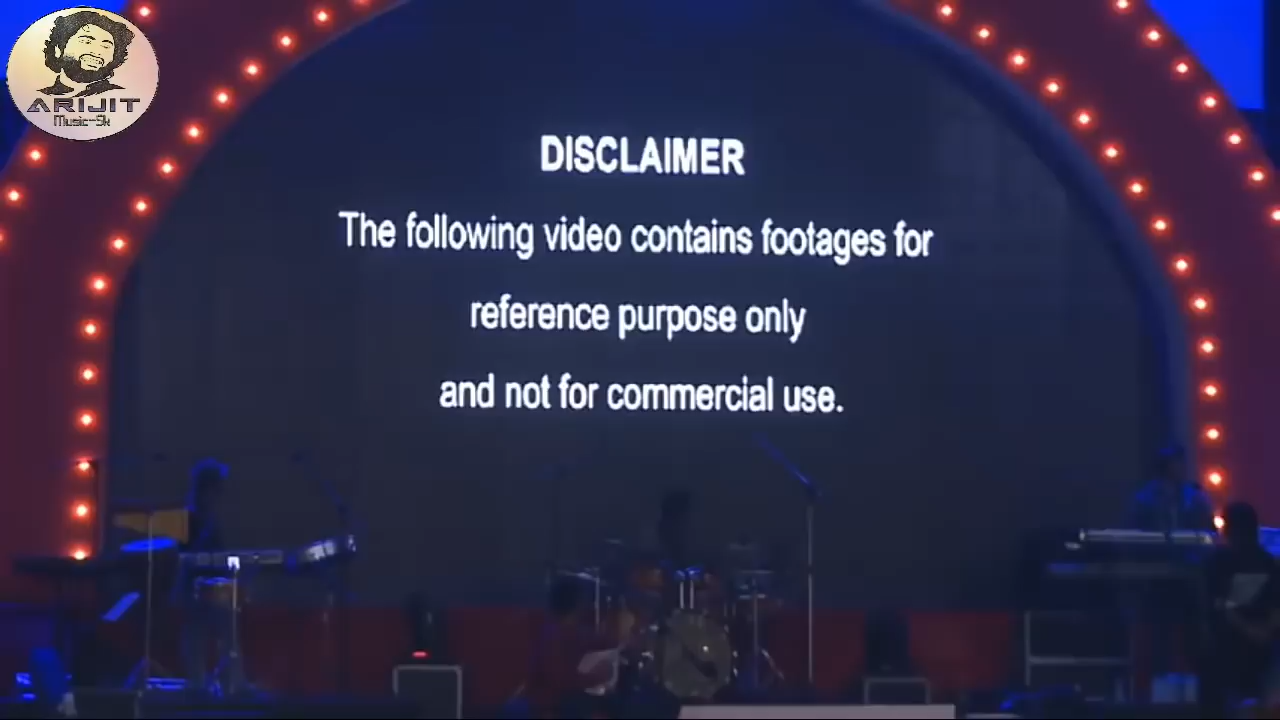 ARIJIT
Music-Sk
DISCLAIMER
The following video contains footages for
reference purpose only
and not for commercial use.